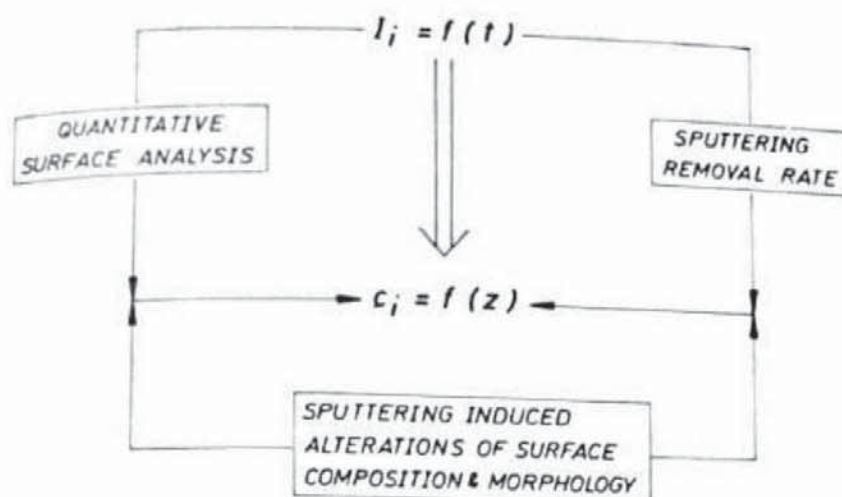 I_i = f(t)
QUANTITATIVE
SURFACE ANALYSIS
SPUTTERING
REMOVAL RATE
c_i = f(z)
SPUTTERING INDUCED
ALTERATIONS OF SURFACE
COMPOSITION & MORPHOLOGY